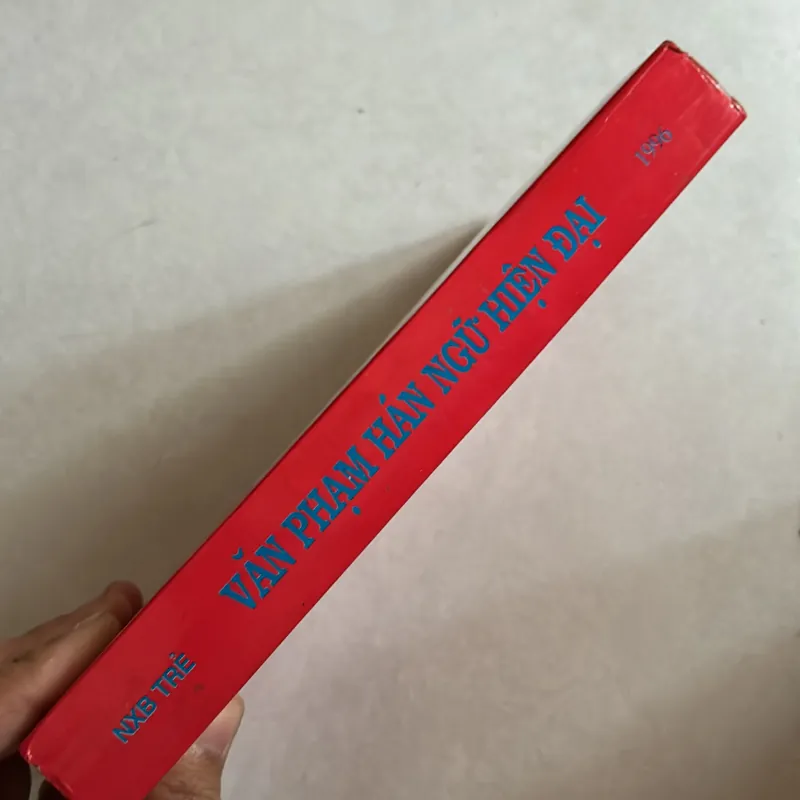 NXB TRẺ
VĂN PHẠM HÁN NGỮ HIỆN ĐẠI
1996